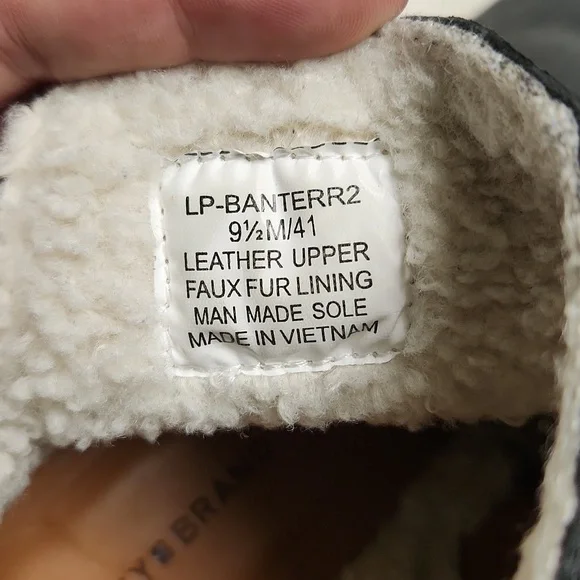 LP-BANTERR2
9½M/41
LEATHER UPPER
FAUX FUR LINING
MAN MADE SOLE
MADE IN VIETNAM